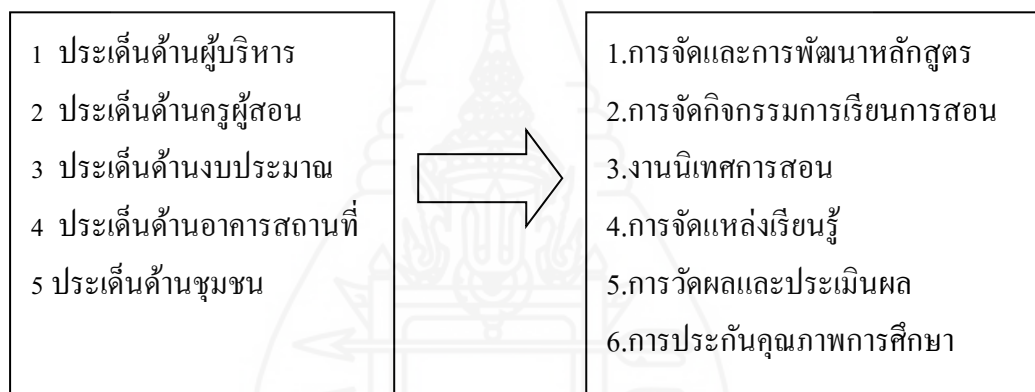 1 ประเด็นด้านผู้บริหาร
2 ประเด็นด้านครูผู้สอน
3 ประเด็นด้านงบประมาณ
4 ประเด็นด้านอาคารสถานที่
5 ประเด็นด้านชุมชน
1.การจัดและการพัฒนาหลักสูตร
2.การจัดกิจกรรมการเรียนการสอน
3.งานนิเทศการสอน
4.การจัดแหล่งเรียนรู้
5.การวัดผลและประเมินผล
6.การประกันคุณภาพการศึกษา